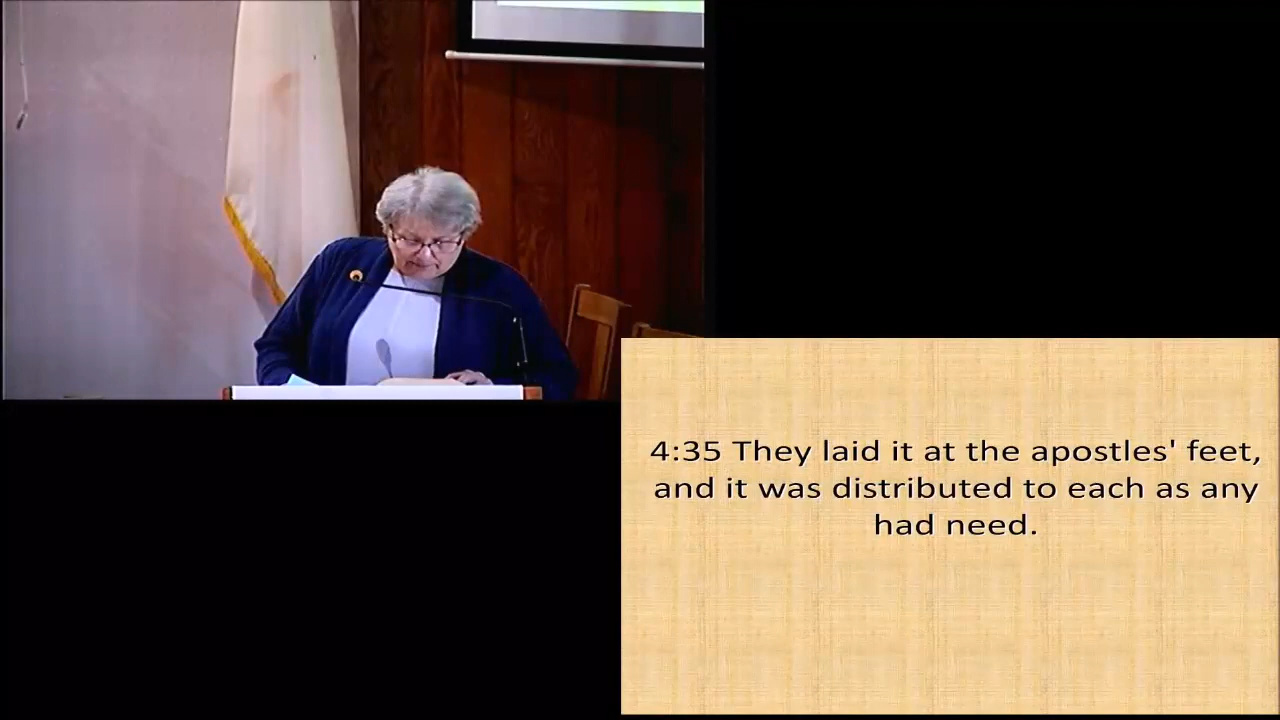 4:35 They laid it at the apostles' feet,
and it was distributed to each as any
had need.